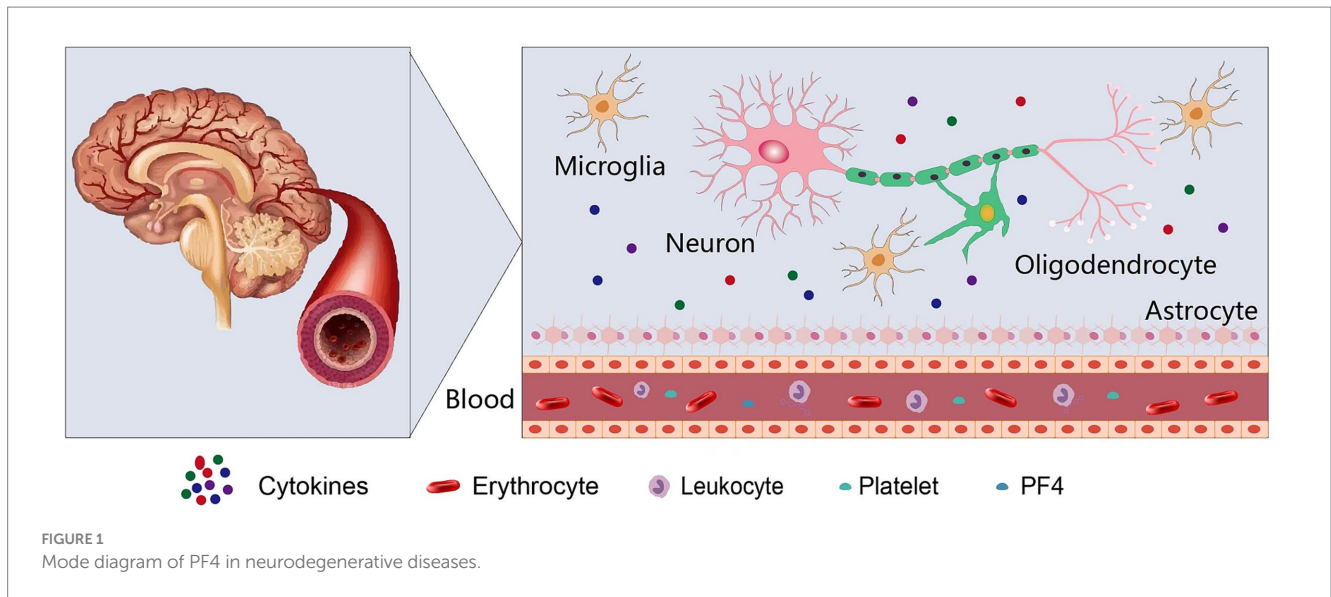 Microglia
Neuron
Oligodendrocyte
Astrocyte
Blood
Cytokines Erythrocyte Leukocyte Platelet PF4
FIGURE 1
Mode diagram of PF4 in neurodegenerative diseases.